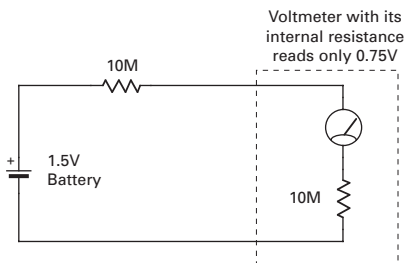 Voltmeter with its
internal resistance
reads only 0.75V
10M
+
1.5V
Battery
10M